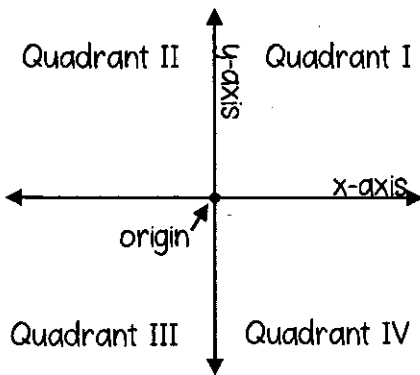 Quadrant II
Quadrant I
y-axis
x-axis
origin
Quadrant III
Quadrant IV